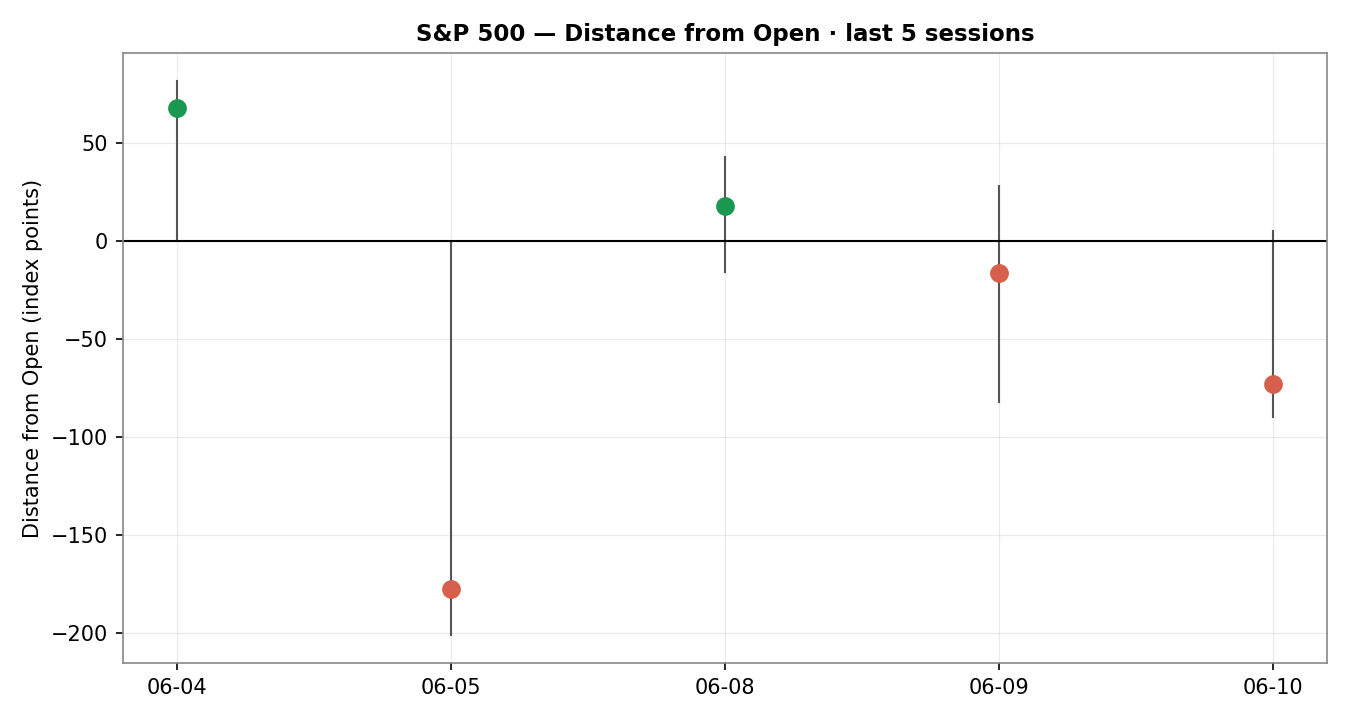 S&P 500 — Distance from Open · last 5 sessions
Distance from Open (index points)
50
0
−50
−100
−150
−200
06-04 06-05 06-08 06-09 06-10